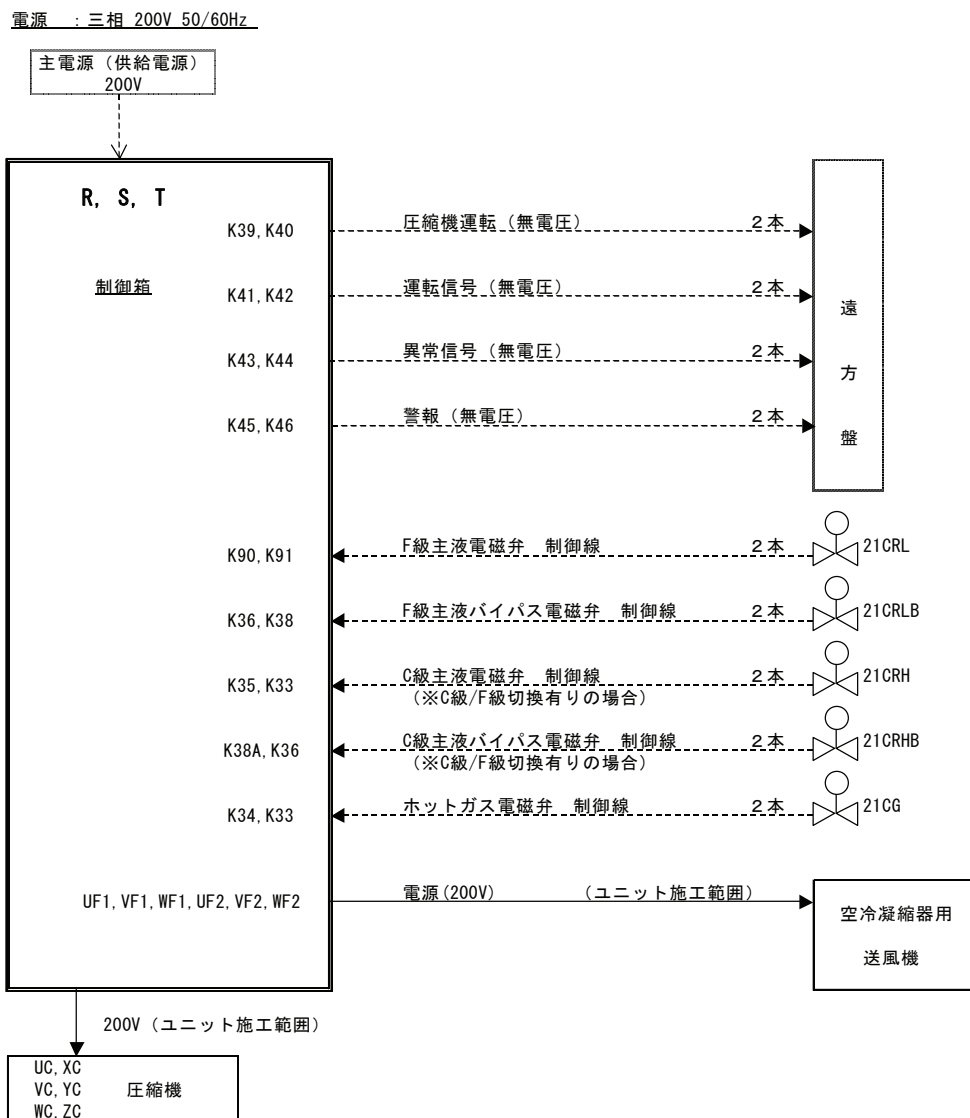 電源　：三相 200V 50/60Hz
主電源（供給電源）
200V
R, S, T
K39, K40　圧縮機運転（無電圧）　２本
制御箱
K41, K42　運転信号（無電圧）　２本
K43, K44　異常信号（無電圧）　２本
K45, K46　警報（無電圧）　２本
遠
方
盤
K90, K91　F級主液電磁弁　制御線　２本　21CRL
K36, K38　F級主液バイパス電磁弁　制御線　２本　21CRLB
K35, K33　C級主液電磁弁　制御線　２本　21CRH
（※C級/F級切換有りの場合）
K38A, K36　C級主液バイパス電磁弁　制御線　２本　21CRHB
（※C級/F級切換有りの場合）
K34, K33　ホットガス電磁弁　制御線　２本　21CG
UF1, VF1, WF1, UF2, VF2, WF2　電源(200V)　（ユニット施工範囲）
空冷凝縮器用
送風機
200V（ユニット施工範囲）
UC, XC
VC, YC　圧縮機
WC, ZC